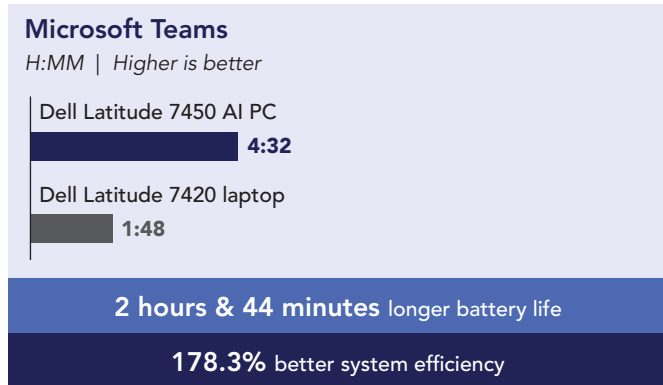 Microsoft Teams
H:MM | Higher is better
Dell Latitude 7450 AI PC
4:32
Dell Latitude 7420 laptop
1:48
2 hours & 44 minutes longer battery life
178.3% better system efficiency